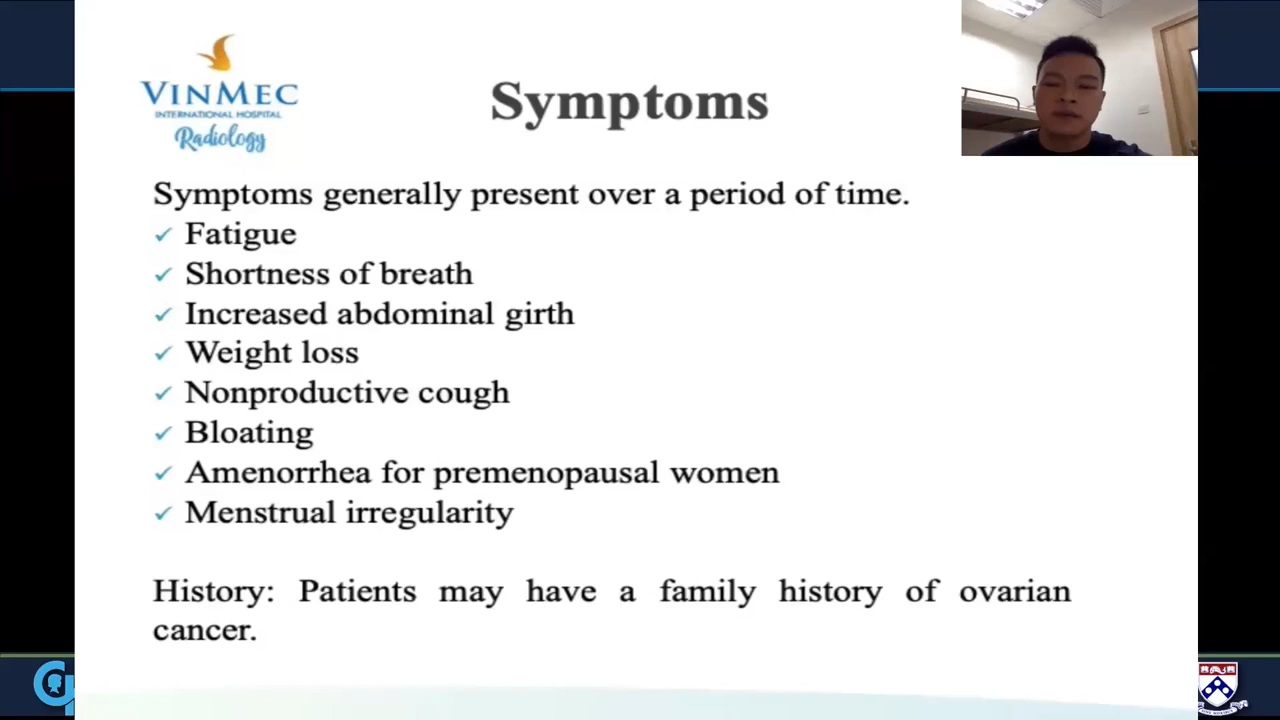 VINMEC
INTERNATIONAL HOSPITAL
Radiology
Symptoms
Symptoms generally present over a period of time.
✓ Fatigue
✓ Shortness of breath
✓ Increased abdominal girth
✓ Weight loss
✓ Nonproductive cough
✓ Bloating
✓ Amenorrhea for premenopausal women
✓ Menstrual irregularity
History: Patients may have a family history of ovarian
cancer.